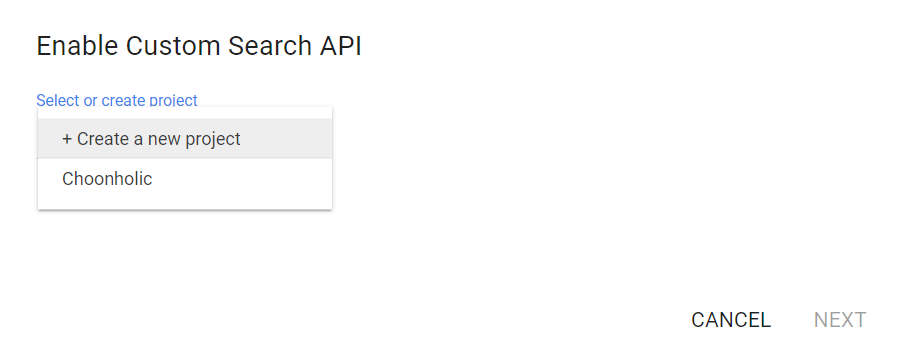 Enable Custom Search API
Select or create project
+ Create a new project
Choonholic
CANCEL NEXT